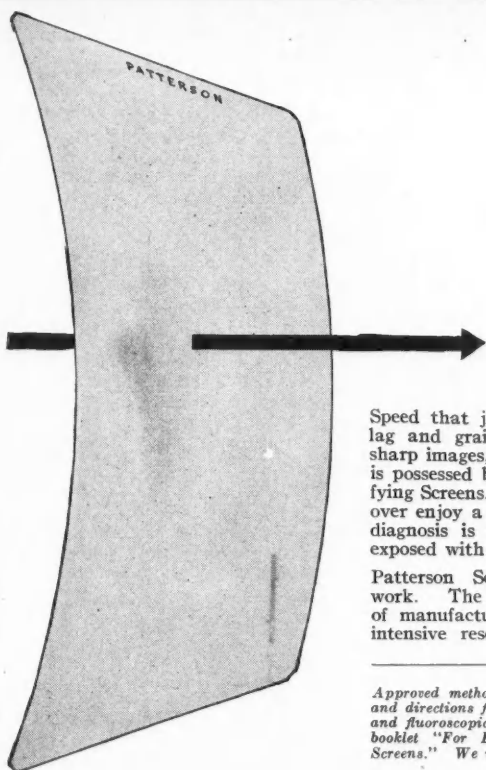 PATTERSON
Speed that j
lag and grai
sharp images,
is possessed b
fying Screens.
over enjoy a
diagnosis is
exposed with
Patterson Sc
work. The
of manufactu
intensive rese
Approved metho
and directions f
and fluoroscopic
booklet "For B
Screens." We